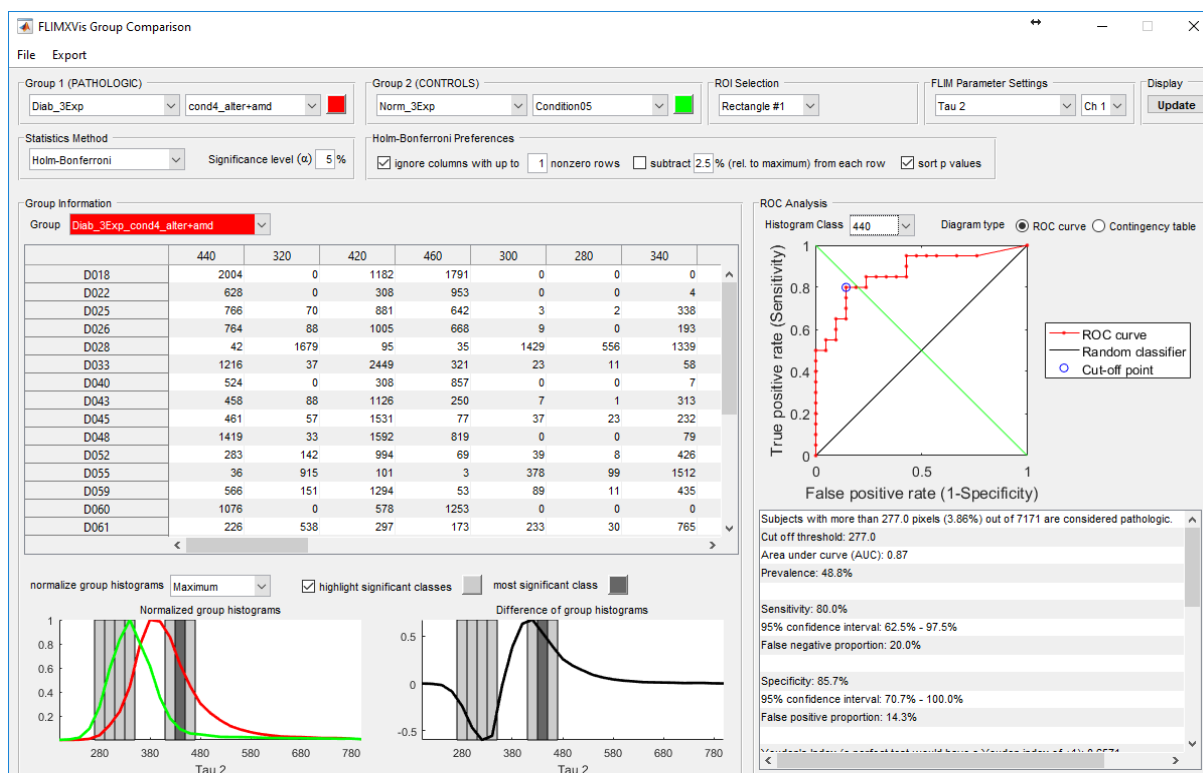 FLIMXVis Group Comparison
File Export
Group 1 (PATHOLOGIC) Group 2 (CONTROLS) ROI Selection FLIM Parameter Settings Display
Diab_3Exp cond4_alter+amd Norm_3Exp Condition05 Rectangle #1 Tau 2 Ch 1 Update
Statistics Method Holm-Bonferroni Preferences
Holm-Bonferroni Significance level (α) 5 % ignore columns with up to 1 nonzero rows subtract 2.5 % (rel. to maximum) from each row sort p values
Group Information
Group Diab_3Exp_cond4_alter+amd
440 320 420 460 300 280 340
D018 2004 0 1182 1791 0 0 0
D022 628 0 308 953 0 0 4
D025 766 70 881 642 3 2 338
D026 764 88 1005 668 9 0 193
D028 42 1679 95 35 1429 556 1339
D033 1216 37 2449 321 23 11 58
D040 524 0 308 857 0 0 7
D043 458 88 1126 250 7 1 313
D045 461 57 1531 77 37 23 232
D048 1419 33 1592 819 0 0 79
D052 283 142 994 69 39 8 426
D055 36 915 101 3 378 99 1512
D059 566 151 1294 53 89 11 435
D060 1076 0 578 1253 0 0 0
D061 226 538 297 173 233 30 765
normalize group histograms Maximum highlight significant classes most significant class
Normalized group histograms
1
0.8
0.6
0.4
0.2
280 380 480 580 680 780
Tau 2
Difference of group histograms
0.5
0
-0.5
280 380 480 580 680 780
Tau 2
ROC Analysis
Histogram Class 440 Diagram type ROC curve Contingency table
True positive rate (Sensitivity)
1
0.8
0.6
0.4
0.2
0
0 0.5 1
False positive rate (1-Specificity)
ROC curve
Random classifier
Cut-off point
Subjects with more than 277.0 pixels (3.86%) out of 7171 are considered pathologic.
Cut off threshold: 277.0
Area under curve (AUC): 0.87
Prevalence: 48.8%
Sensitivity: 80.0%
95% confidence interval: 62.5% - 97.5%
False negative proportion: 20.0%
Specificity: 85.7%
95% confidence interval: 70.7% - 100.0%
False positive proportion: 14.3%
Youden's Index (a perfect test would have a Youden index of +1): 0.6571